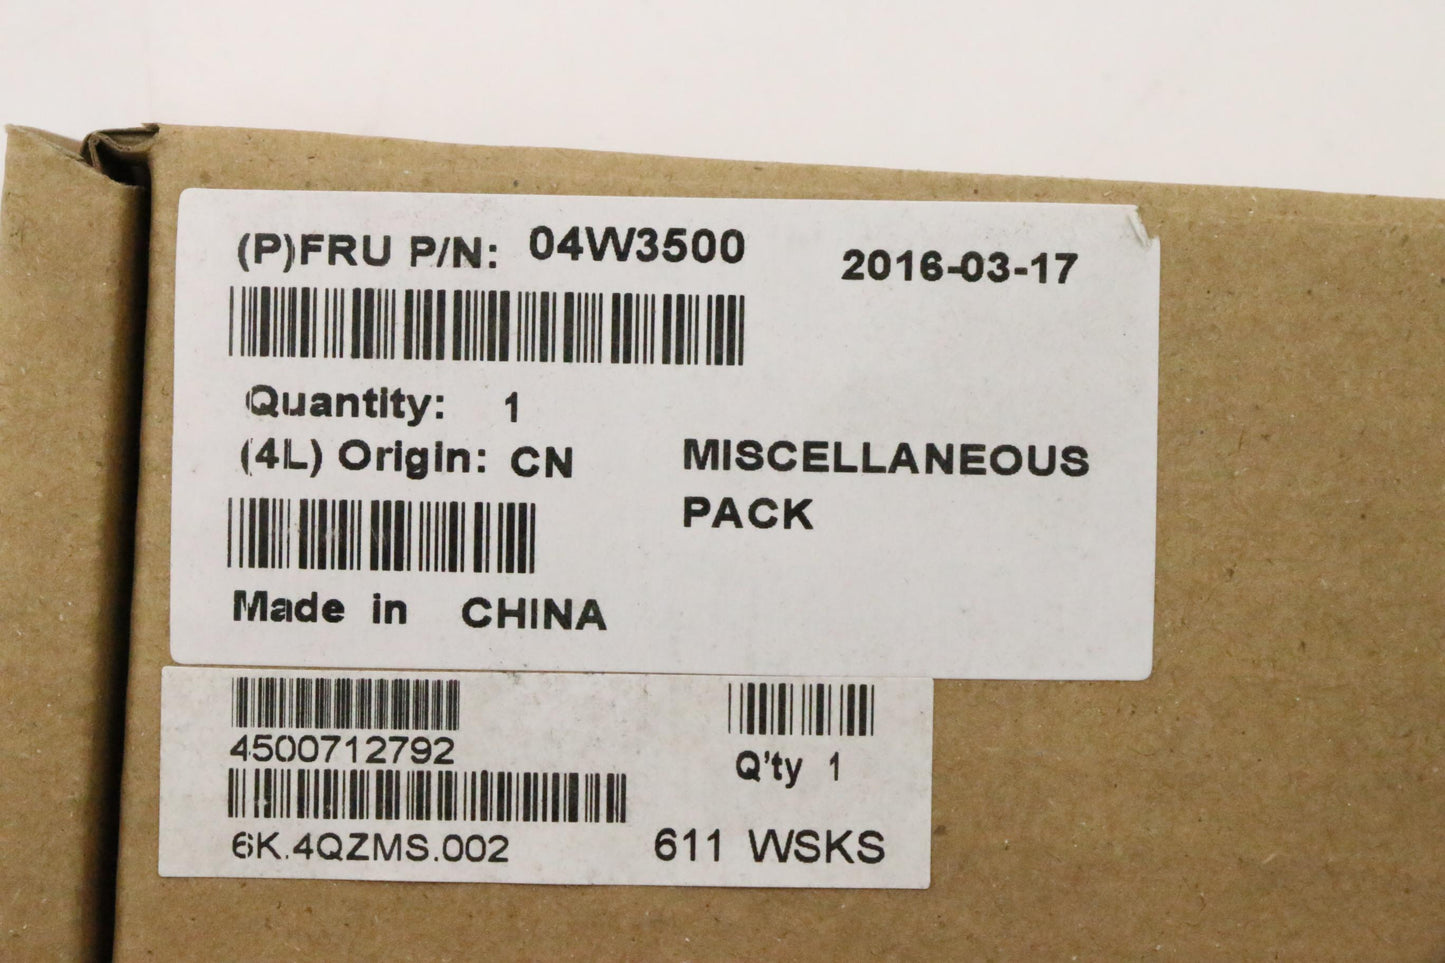 (P)FRU P/N: 04W3500 2016-03-17
Quantity: 1
(4L) Origin: CN MISCELLANEOUS
PACK
Made in CHINA
4500712792
Q'ty 1
6K.4QZMS.002 611 WSKS